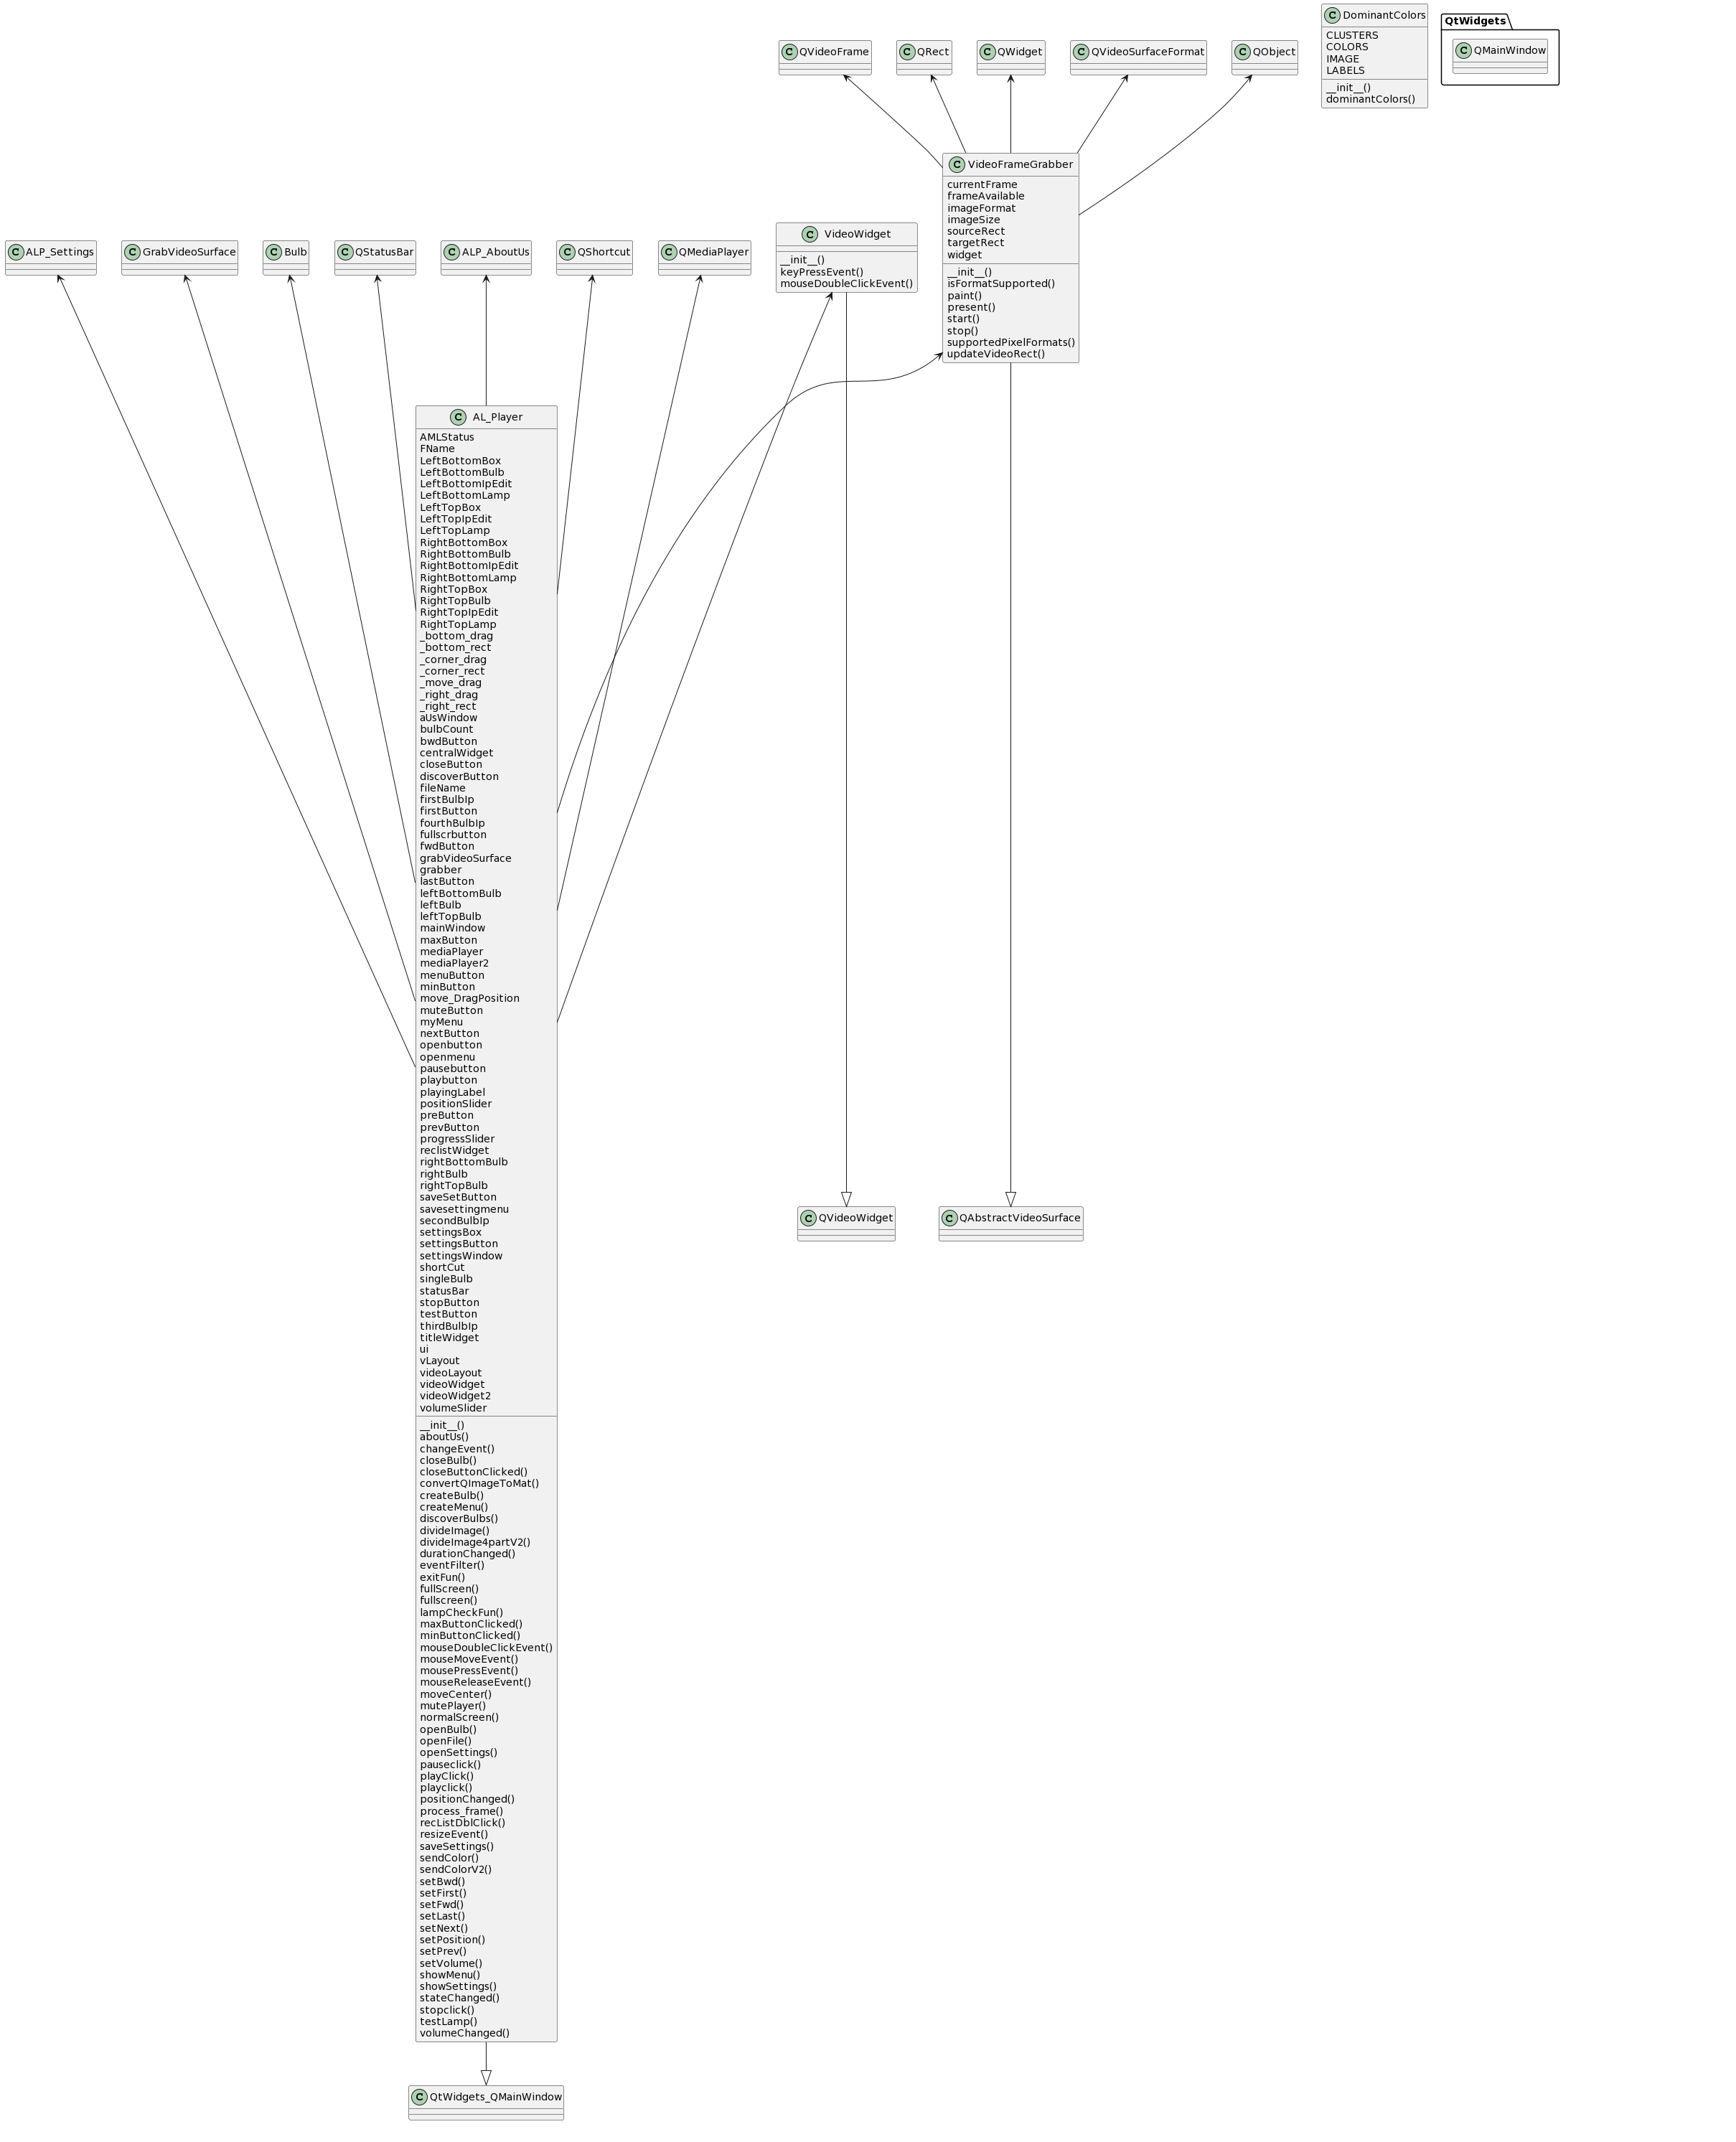 DominantColors
CLUSTERS
COLORS
IMAGE
LABELS
__init__()
dominantColors()
QtWidgets
QMainWindow
QVideoFrame
QRect
QWidget
QVideoSurfaceFormat
QObject
VideoFrameGrabber
currentFrame
frameAvailable
imageFormat
imageSize
sourceRect
targetRect
widget
__init__()
isFormatSupported()
paint()
present()
start()
stop()
supportedPixelFormats()
updateVideoRect()
ALP_Settings
GrabVideoSurface
Bulb
QStatusBar
ALP_AboutUs
QShortcut
QMediaPlayer
VideoWidget
__init__()
keyPressEvent()
mouseDoubleClickEvent()
AL_Player
AMLStatus
FName
LeftBottomBox
LeftBottomBulb
LeftBottomIpEdit
LeftBottomLamp
LeftTopBox
LeftTopIpEdit
LeftTopLamp
RightBottomBox
RightBottomBulb
RightBottomIpEdit
RightBottomLamp
RightTopBox
RightTopBulb
RightTopIpEdit
RightTopLamp
_bottom_drag
_bottom_rect
_corner_drag
_corner_rect
_move_drag
_right_drag
_right_rect
aUsWindow
bulbCount
bwdButton
centralWidget
closeButton
discoverButton
fileName
firstBulbIp
firstButton
fourthBulbIp
fullscrbutton
fwdButton
grabVideoSurface
grabber
lastButton
leftBottomBulb
leftBulb
leftTopBulb
mainWindow
maxButton
mediaPlayer
mediaPlayer2
menuButton
minButton
move_DragPosition
muteButton
myMenu
nextButton
openbutton
openmenu
pausebutton
playbutton
playingLabel
positionSlider
preButton
prevButton
progressSlider
reclistWidget
rightBottomBulb
rightBulb
rightTopBulb
saveSetButton
savesettingmenu
secondBulbIp
settingsBox
settingsButton
settingsWindow
shortCut
singleBulb
statusBar
stopButton
testButton
thirdBulbIp
titleWidget
ui
vLayout
videoLayout
videoWidget
videoWidget2
volumeSlider
__init__()
aboutUs()
changeEvent()
closeBulb()
closeButtonClicked()
convertQImageToMat()
createBulb()
createMenu()
discoverBulbs()
divideImage()
divideImage4partV2()
durationChanged()
eventFilter()
exitFun()
fullScreen()
fullscreen()
lampCheckFun()
maxButtonClicked()
minButtonClicked()
mouseDoubleClickEvent()
mouseMoveEvent()
mousePressEvent()
mouseReleaseEvent()
moveCenter()
mutePlayer()
normalScreen()
openBulb()
openFile()
openSettings()
pauseclick()
playClick()
playclick()
positionChanged()
process_frame()
recListDblClick()
resizeEvent()
saveSettings()
sendColor()
sendColorV2()
setBwd()
setFirst()
setFwd()
setLast()
setNext()
setPosition()
setPrev()
setVolume()
showMenu()
showSettings()
stateChanged()
stopclick()
testLamp()
volumeChanged()
QVideoWidget
QAbstractVideoSurface
QtWidgets_QMainWindow